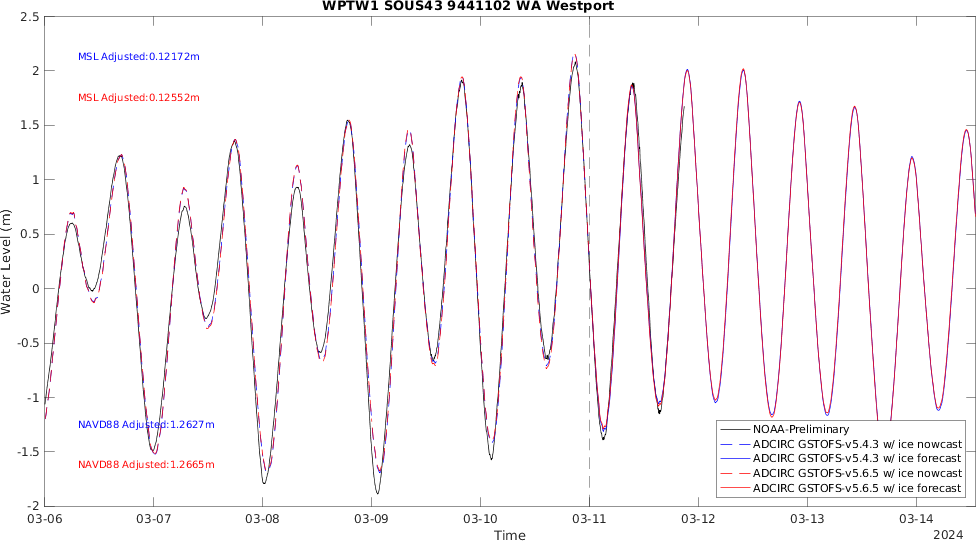 WPTW1 SOUS43 9441102 WA Westport
2.5
2
1.5
1
0.5
0
-0.5
-1
-1.5
-2
Water Level (m)
MSL Adjusted:0.12172m
MSL Adjusted:0.12552m
NAVD88 Adjusted:1.2627m
NAVD88 Adjusted:1.2665m
NOAA-Preliminary
ADCIRC GSTOFS-v5.4.3 w/ ice nowcast
ADCIRC GSTOFS-v5.4.3 w/ ice forecast
ADCIRC GSTOFS-v5.6.5 w/ ice nowcast
ADCIRC GSTOFS-v5.6.5 w/ ice forecast
03-06 03-07 03-08 03-09 03-10 03-11 03-12 03-13 03-14
Time
2024